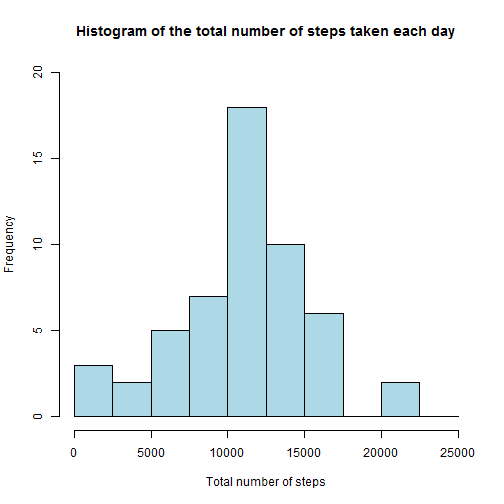 Histogram of the total number of steps taken each day
Frequency
20
15
10
5
0
0 5000 10000 15000 20000 25000
Total number of steps